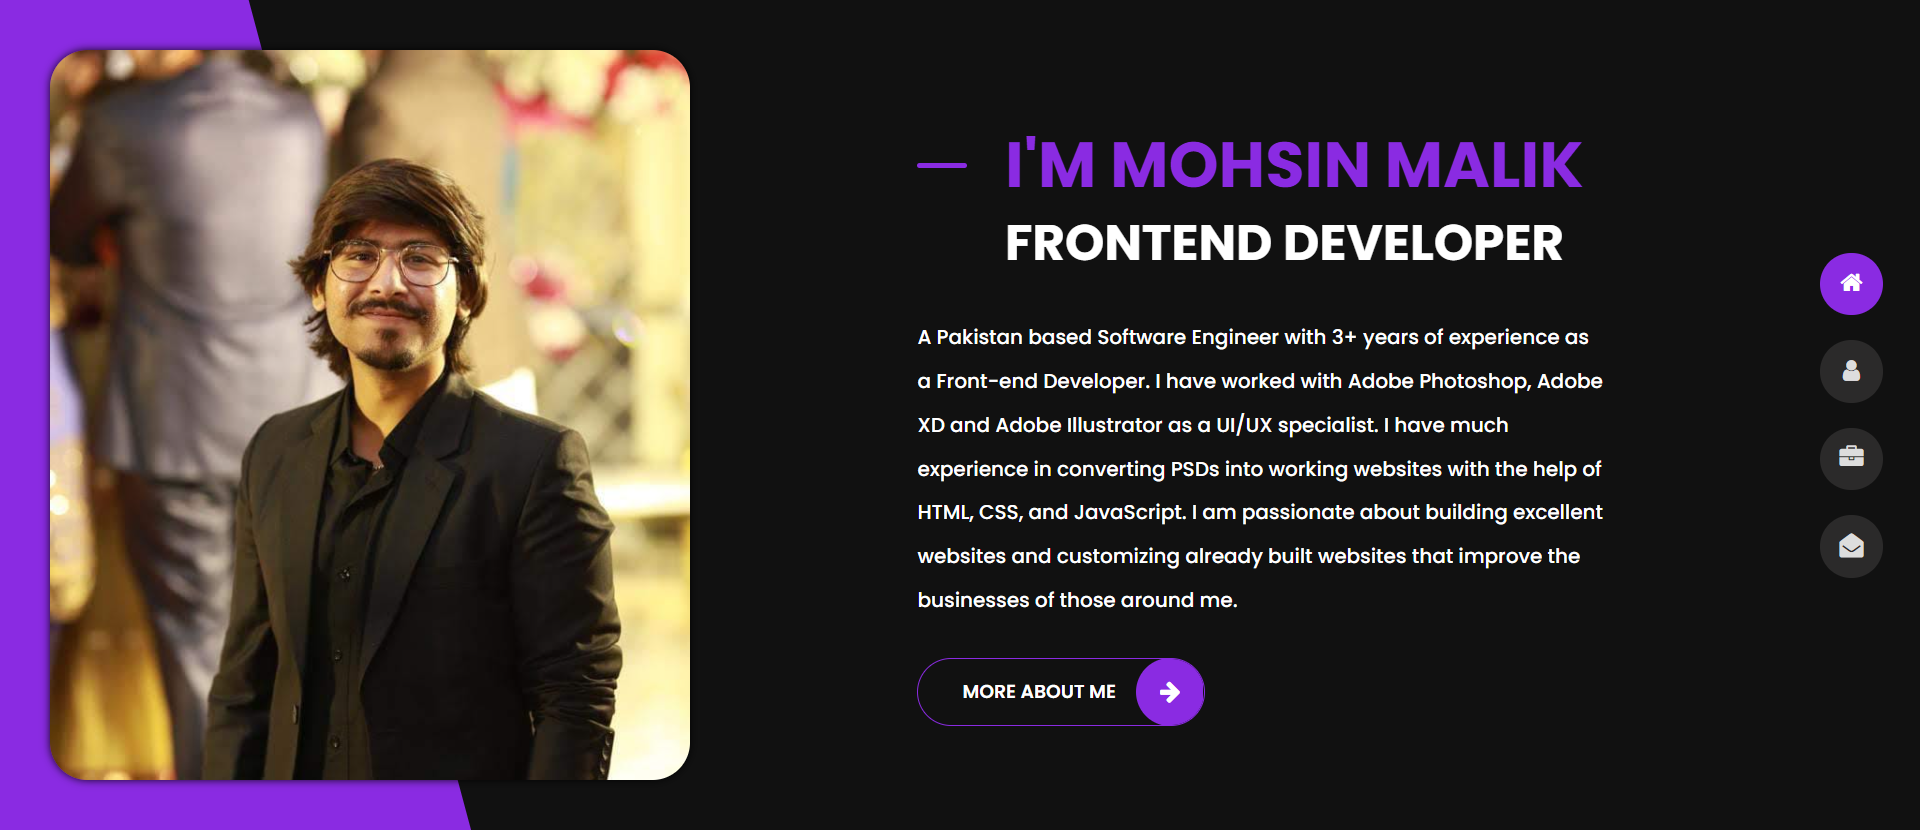 I'M MOHSIN MALIK
FRONTEND DEVELOPER
A Pakistan based Software Engineer with 3+ years of experience as
a Front-end Developer. I have worked with Adobe Photoshop, Adobe
XD and Adobe Illustrator as a UI/UX specialist. I have much
experience in converting PSDs into working websites with the help of
HTML, CSS, and JavaScript. I am passionate about building excellent
websites and customizing already built websites that improve the
businesses of those around me.
MORE ABOUT ME